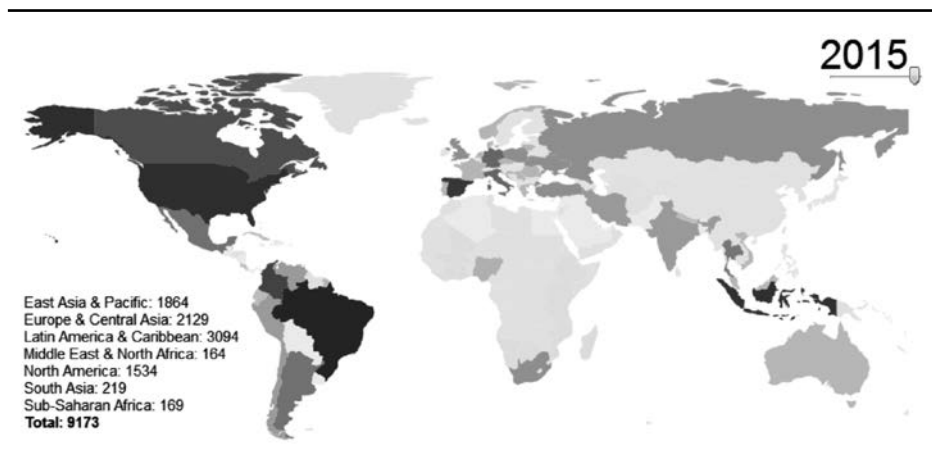 2015
East Asia & Pacific: 1864
Europe & Central Asia: 2129
Latin America & Caribbean: 3094
Middle East & North Africa: 164
North America: 1534
South Asia: 219
Sub-Saharan Africa: 169
Total: 9173